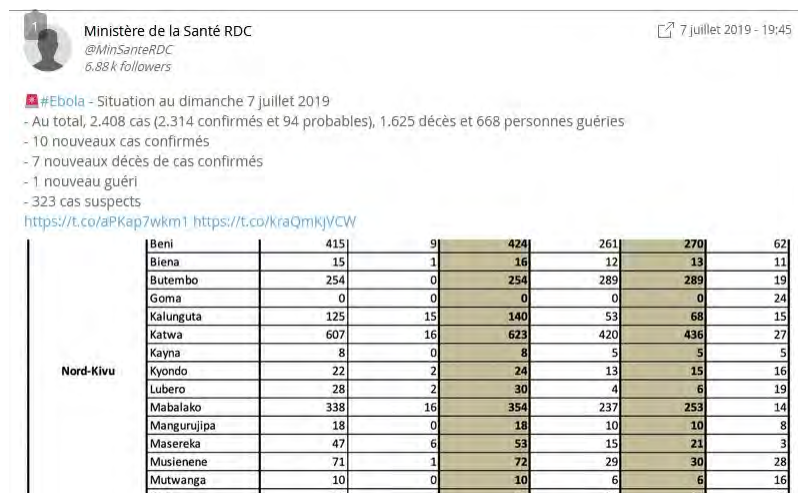 1
Ministère de la Santé RDC
@MinSanteRDC
6.88k followers
7 juillet 2019 - 19:45
#Ebola - Situation au dimanche 7 juillet 2019
- Au total, 2.408 cas (2.314 confirmés et 94 probables), 1.625 décès et 668 personnes guéries
- 10 nouveaux cas confirmés
- 7 nouveaux décès de cas confirmés
- 1 nouveau guéri
- 323 cas suspects
https://t.co/aPKap7wkm1 https://t.co/kraQmKjVCW
Beni 415 9 424 261 270 62
Biena 15 1 16 12 13 11
Butembo 254 0 254 289 289 19
Goma 0 0 0 0 0 24
Kalunguta 125 15 140 53 68 15
Katwa 607 16 623 420 436 27
Kayna 8 0 8 5 5 5
Nord-Kivu Kyondo 22 2 24 13 15 16
Lubero 28 2 30 4 6 19
Mabalako 338 16 354 237 253 14
Mangurujipa 18 0 18 10 10 8
Masereka 47 6 53 15 21 3
Musienene 71 1 72 29 30 28
Mutwanga 10 0 10 6 6 16